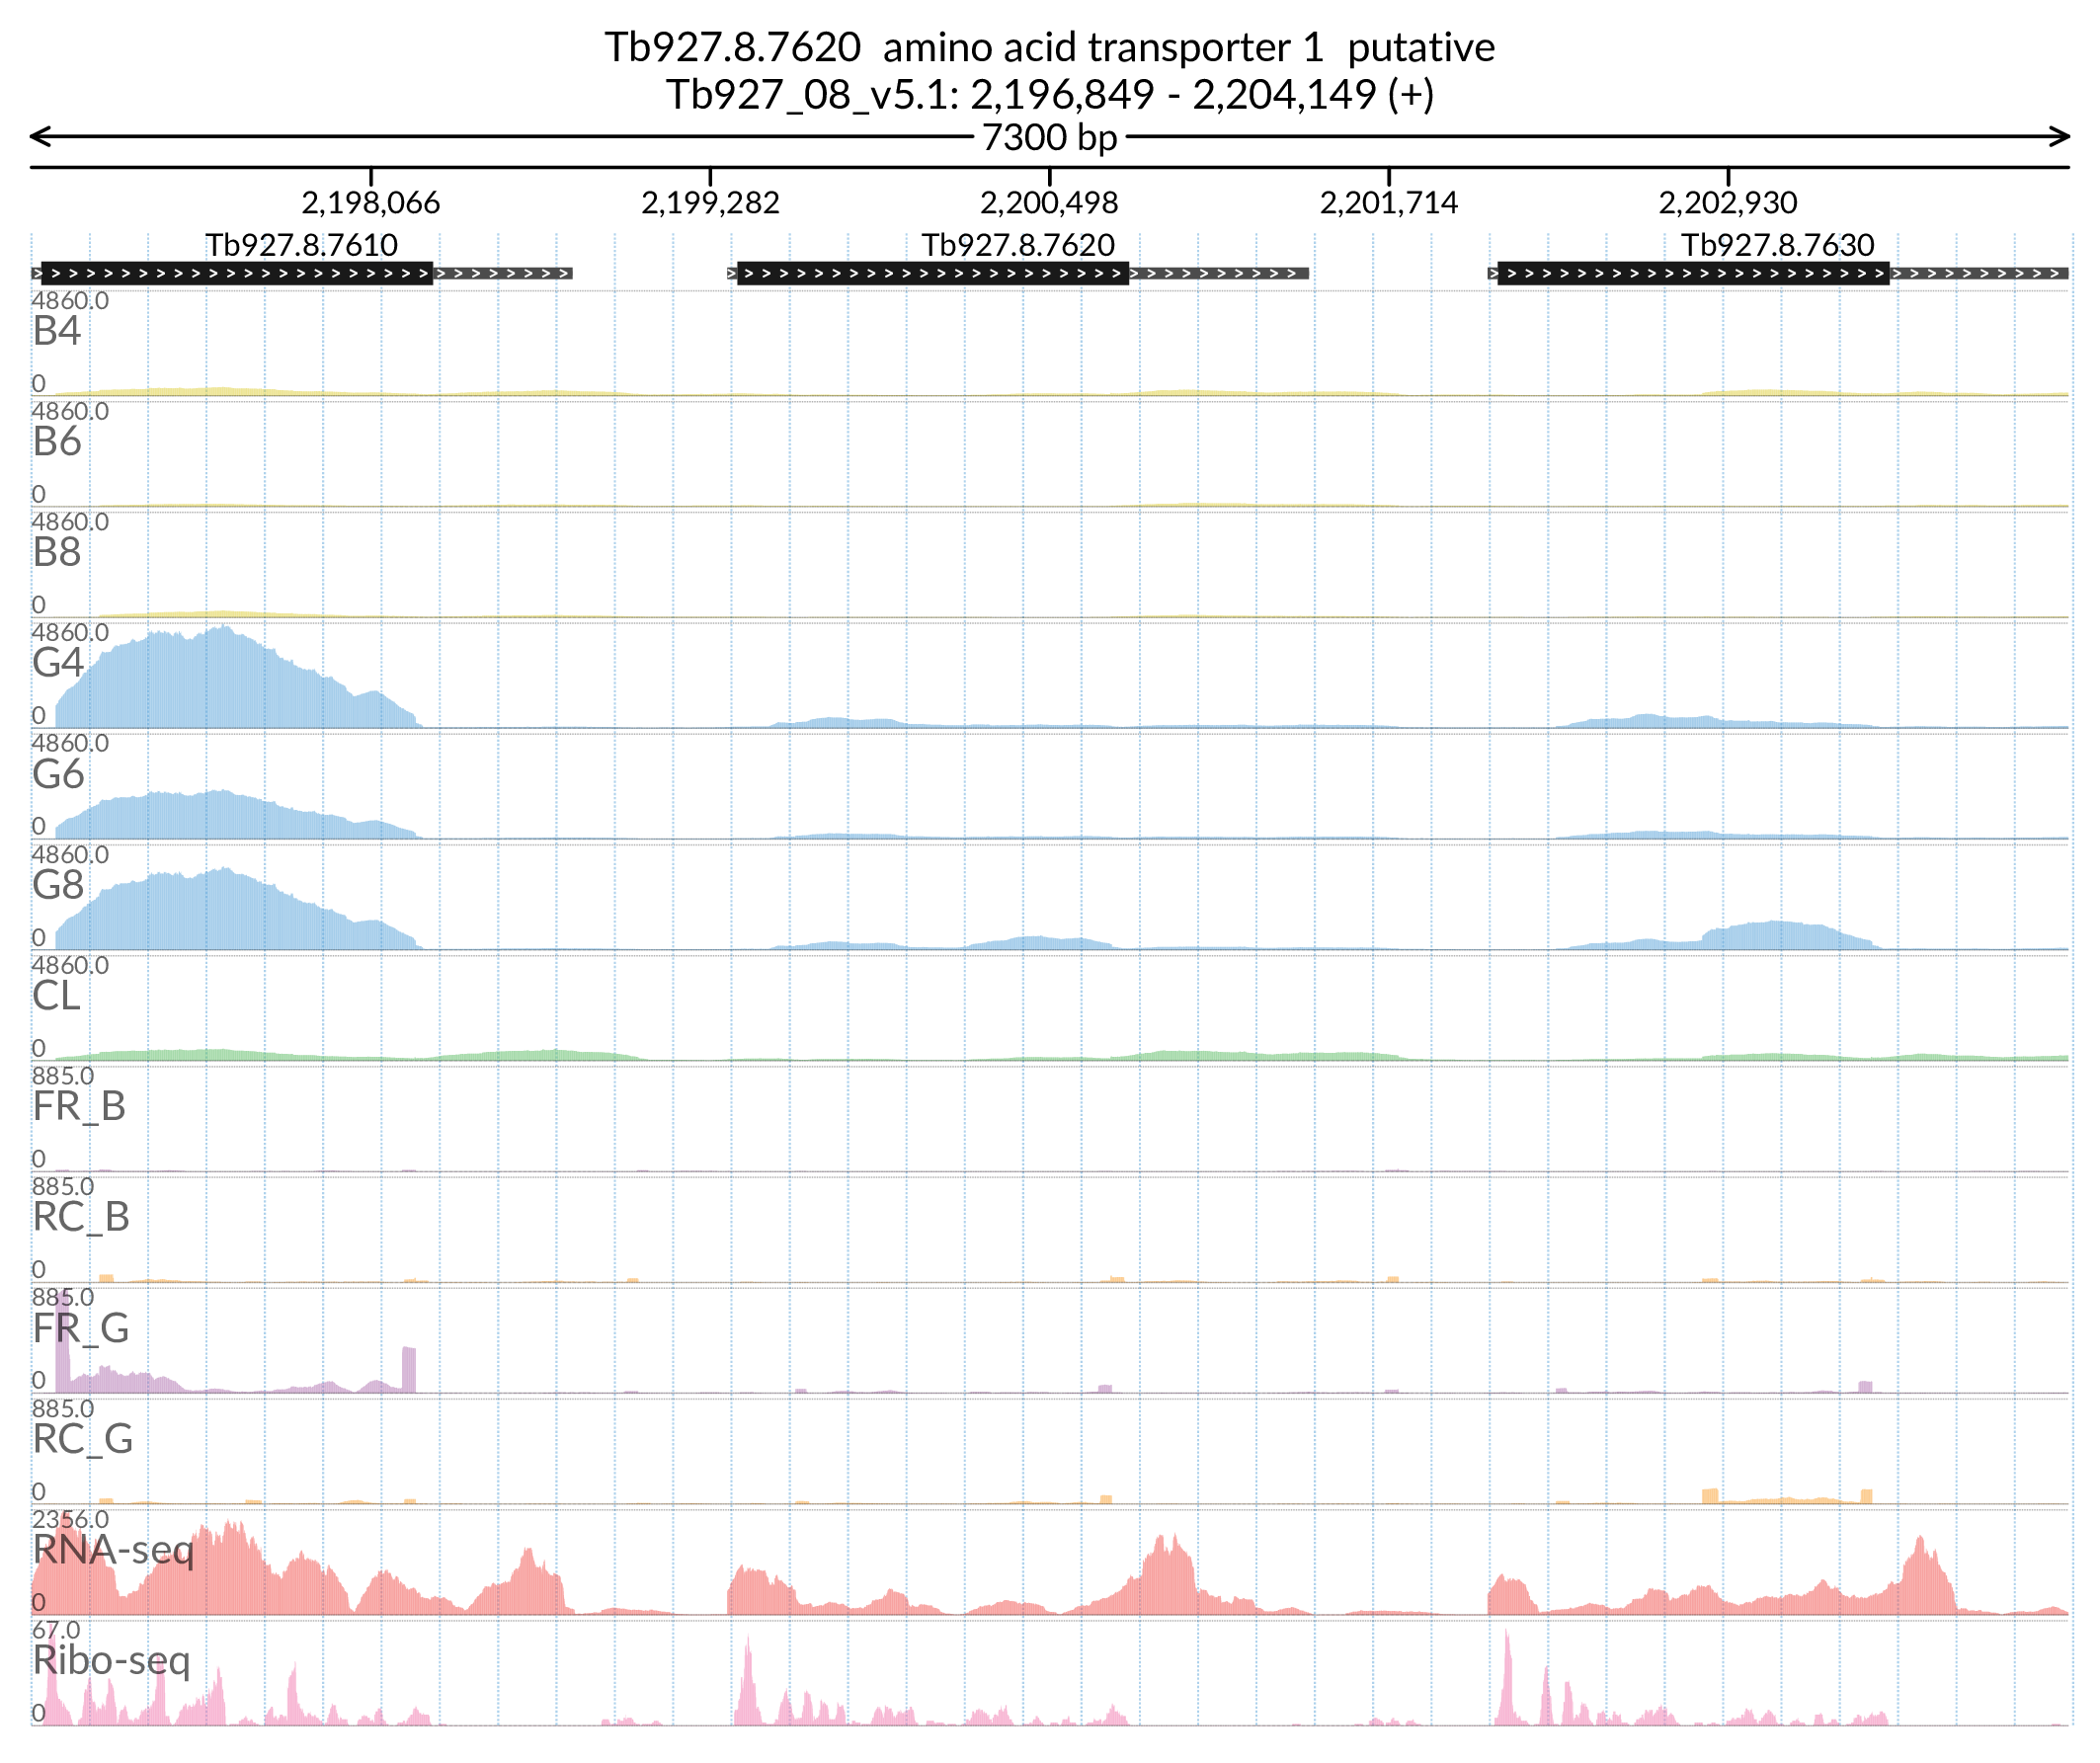 Tb927.8.7620 amino acid transporter 1 putative
Tb927_08_v5.1: 2,196,849 - 2,204,149 (+)
7300 bp
2,198,066 2,199,282 2,200,498 2,201,714 2,202,930
Tb927.8.7610 Tb927.8.7620 Tb927.8.7630
4860.0
B4
0
4860.0
B6
0
4860.0
B8
0
4860.0
G4
0
4860.0
G6
0
4860.0
G8
0
4860.0
CL
0
885.0
FR_B
0
885.0
RC_B
0
885.0
FR_G
0
885.0
RC_G
0
2356.0
RNA-seq
0
67.0
Ribo-seq
0